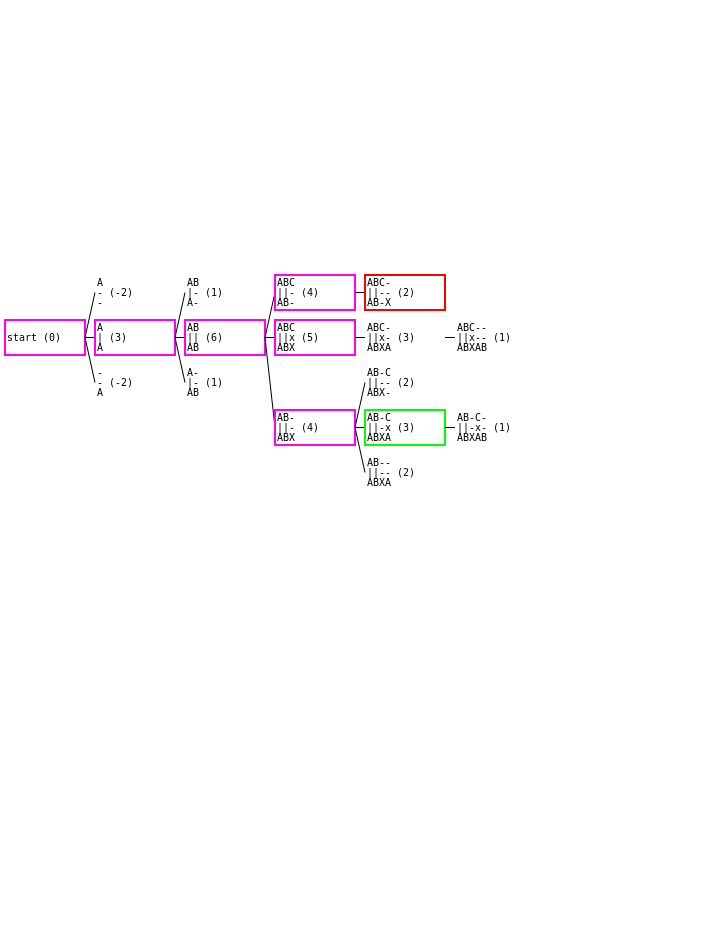 start (0)
A
- (-2)
-
A
| (3)
A
-
- (-2)
A
AB
|- (1)
A-
AB
|| (6)
AB
A-
|- (1)
AB
ABC
||- (4)
AB-
ABC
||x (5)
ABX
AB-
||- (4)
ABX
ABC-
||-- (2)
AB-X
ABC-
||x- (3)
ABXA
AB-C
||-- (2)
ABX-
AB-C
||-x (3)
ABXA
AB--
||-- (2)
ABXA
ABC--
||x-- (1)
ABXAB
AB-C-
||-x- (1)
ABXAB